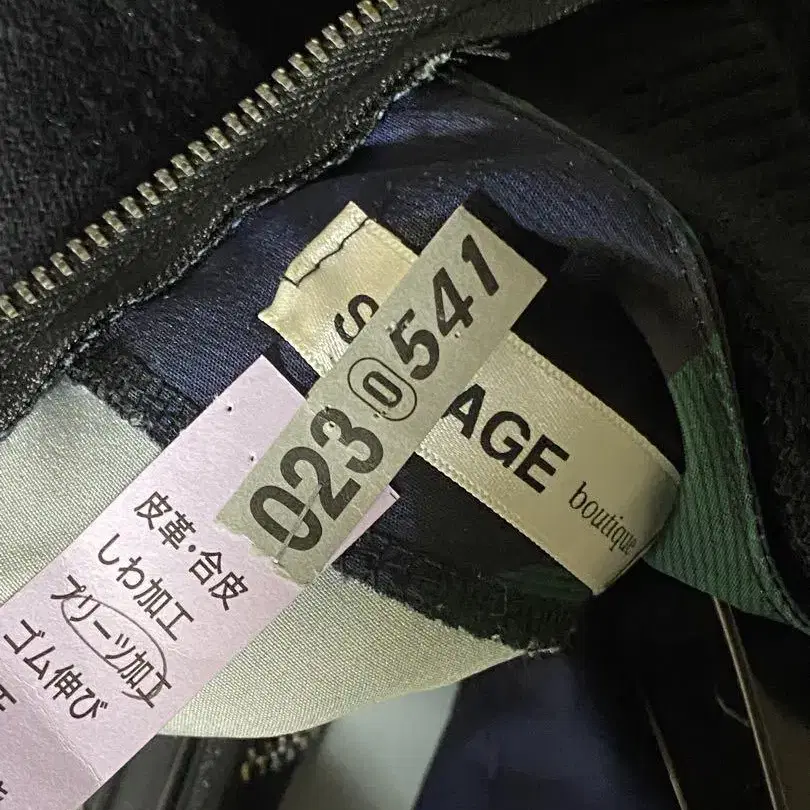 023 0 541
S AGE
boutique
皮革・合皮
しわ加工
プリーツ加工
ゴム伸び